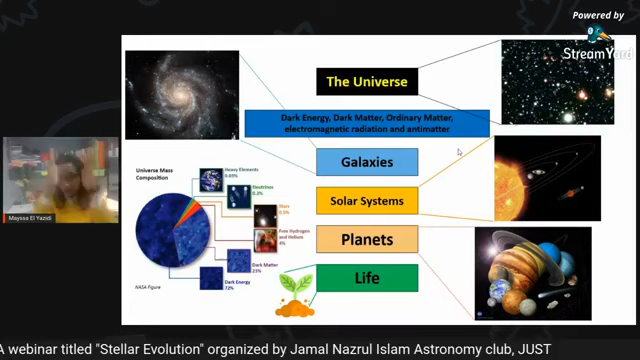 Powered by
StreamYard
The Universe
Dark Energy, Dark Matter, Ordinary Matter,
electromagnetic radiation and antimatter
Galaxies
Solar Systems
Planets
Life
Universe Mass
Composition
Heavy Elements
0.03%
Neutrinos
0.3%
Stars
0.5%
Free Hydrogen
and Helium
4%
Dark Matter
23%
Dark Energy
72%
NASA Figure
Mayssa El Yazidi
A webinar titled "Stellar Evolution" organized by Jamal Nazrul Islam Astronomy club, JUST